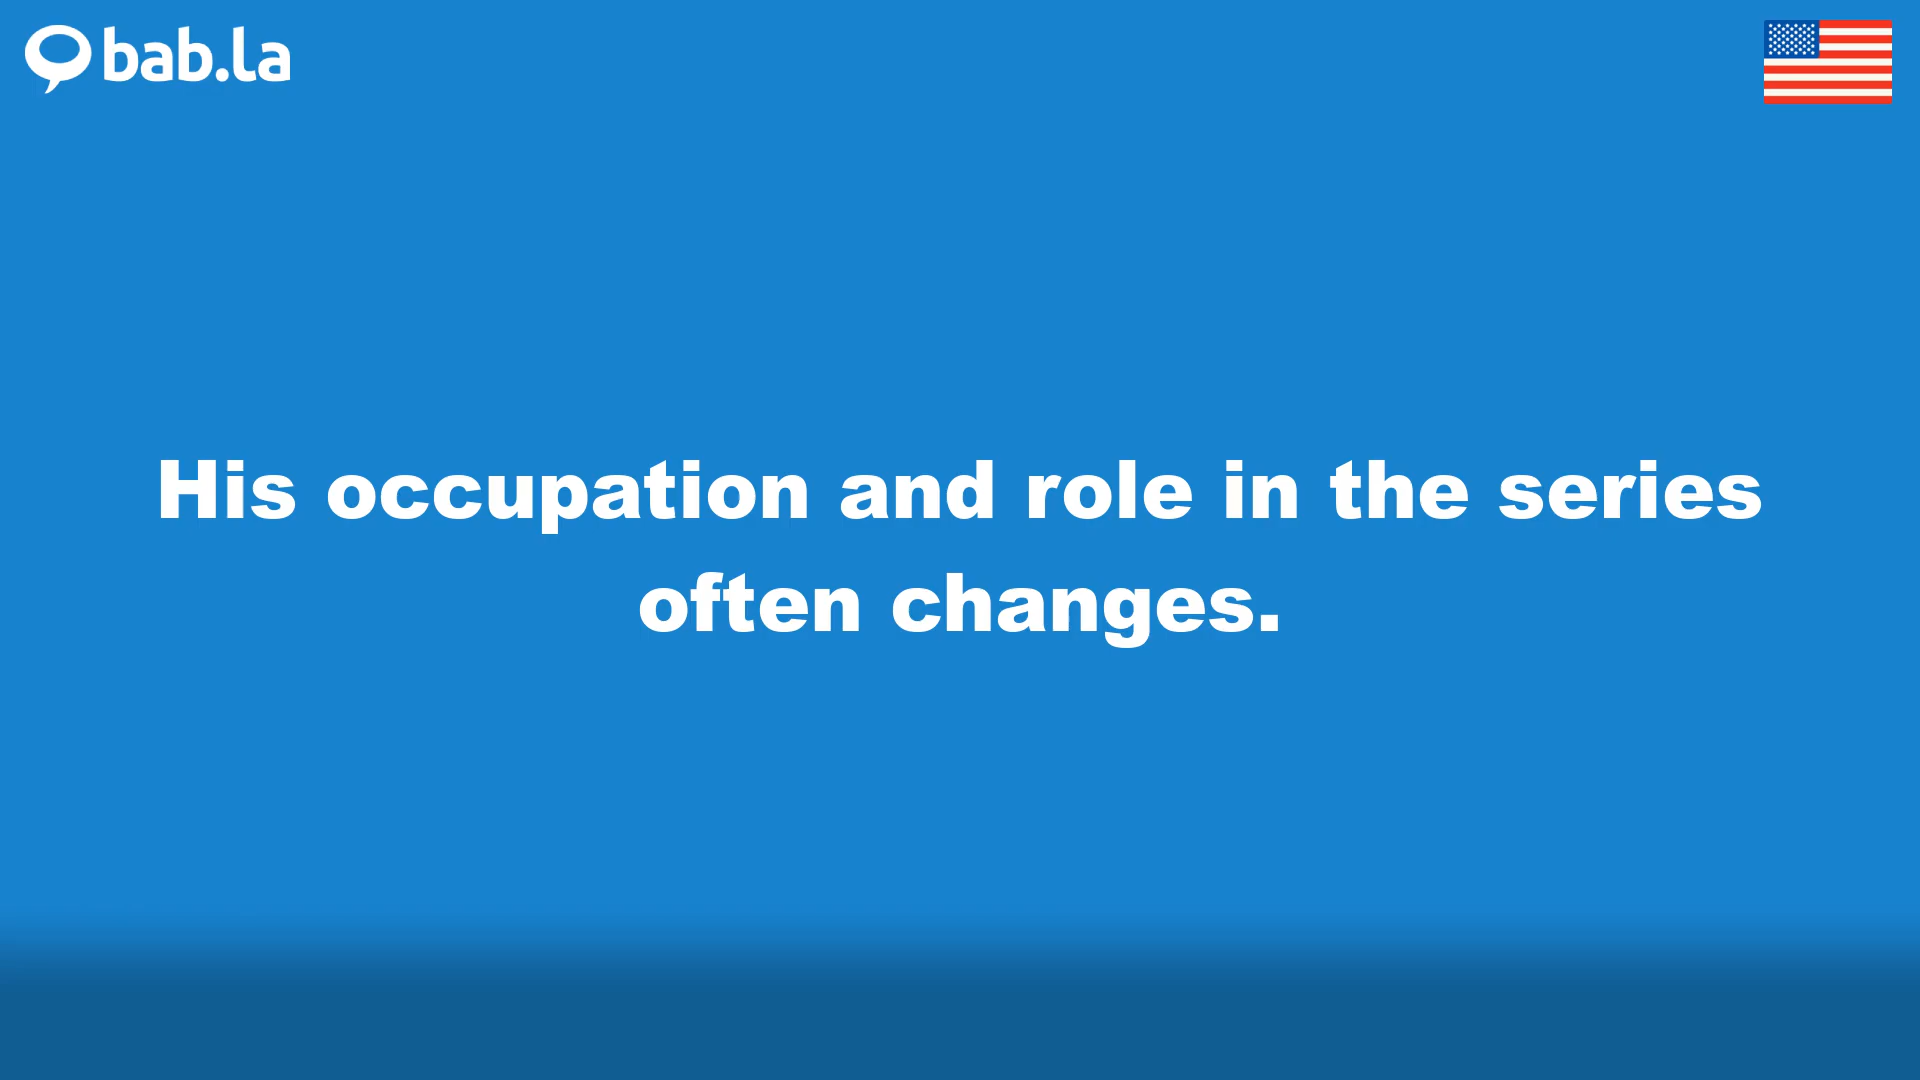 bab.la
His occupation and role in the series
often changes.